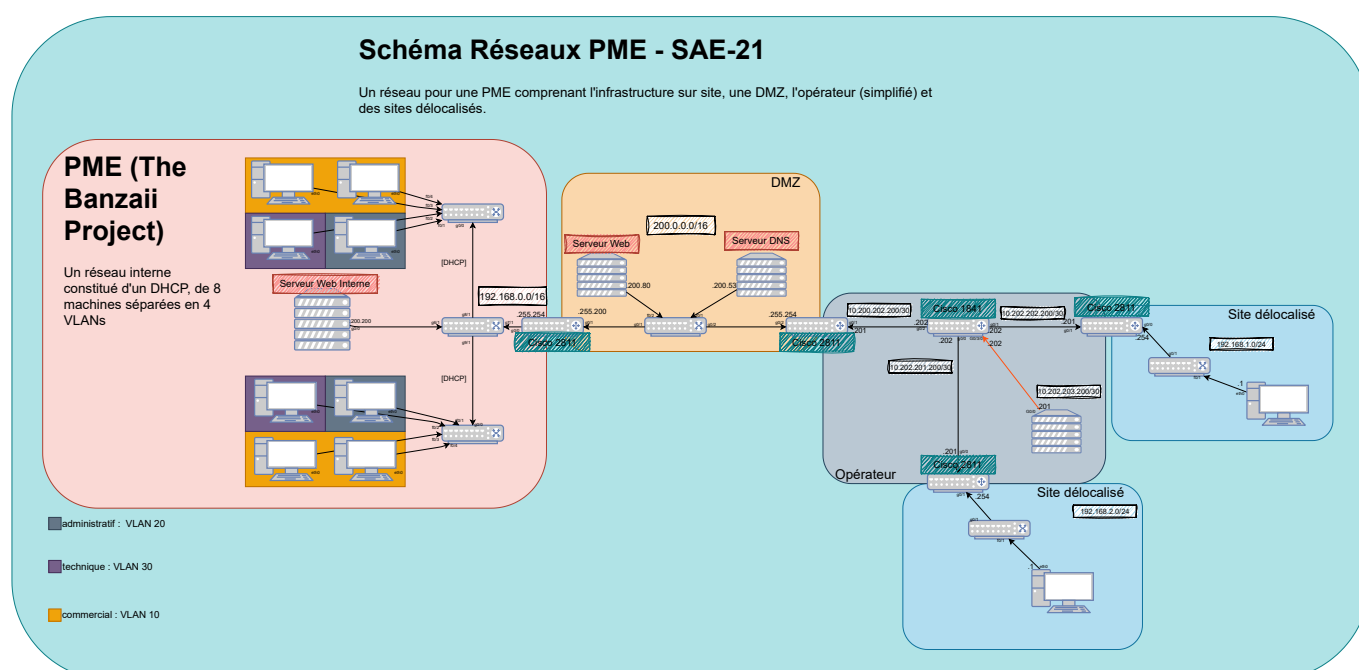 Schéma Réseaux PME - SAE-21
Un réseau pour une PME comprenant l'infrastructure sur site, une DMZ, l'opérateur (simplifié) et
des sites délocalisés.
PME (The
Banzaii
Project)
Un réseau interne
constitué d'un DHCP, de 8
machines séparées en 4
VLANs
[DHCP]
Serveur Web Interne
192.168.0.0/16
.200.200
.255.254
Cisco 2811
[DHCP]
DMZ
200.0.0.0/16
Serveur Web
Serveur DNS
.200.80
.200.53
.255.200
.255.254
Cisco 2811
.201
10.200.202.200/30
Cisco 1841
10.202.202.200/30
Cisco 2811
.202
.202
.202
.201
.254
10.202.201.200/30
10.202.203.200/30
.201
.201
Cisco 2811
Opérateur
.254
Site délocalisé
192.168.1.0/24
.1
Site délocalisé
192.168.2.0/24
.1
administratif : VLAN 20
technique : VLAN 30
commercial : VLAN 10